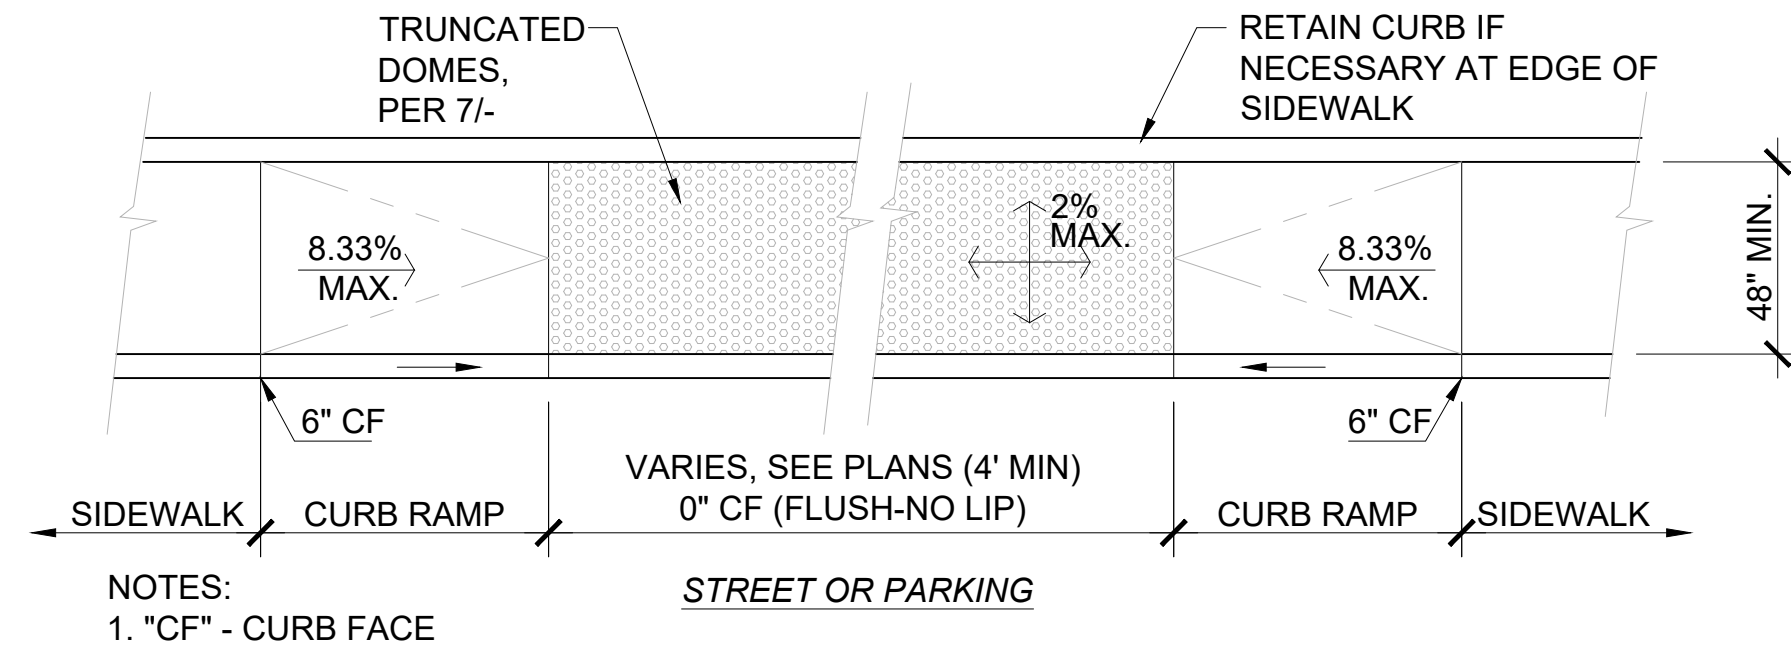 TRUNCATED
DOMES,
PER 7/-
RETAIN CURB IF
NECESSARY AT EDGE OF
SIDEWALK
2%
MAX.
8.33%
MAX.
8.33%
MAX.
48" MIN.
6" CF
6" CF
VARIES, SEE PLANS (4' MIN)
0" CF (FLUSH-NO LIP)
SIDEWALK
CURB RAMP
CURB RAMP
SIDEWALK
NOTES:
1. "CF" - CURB FACE
STREET OR PARKING